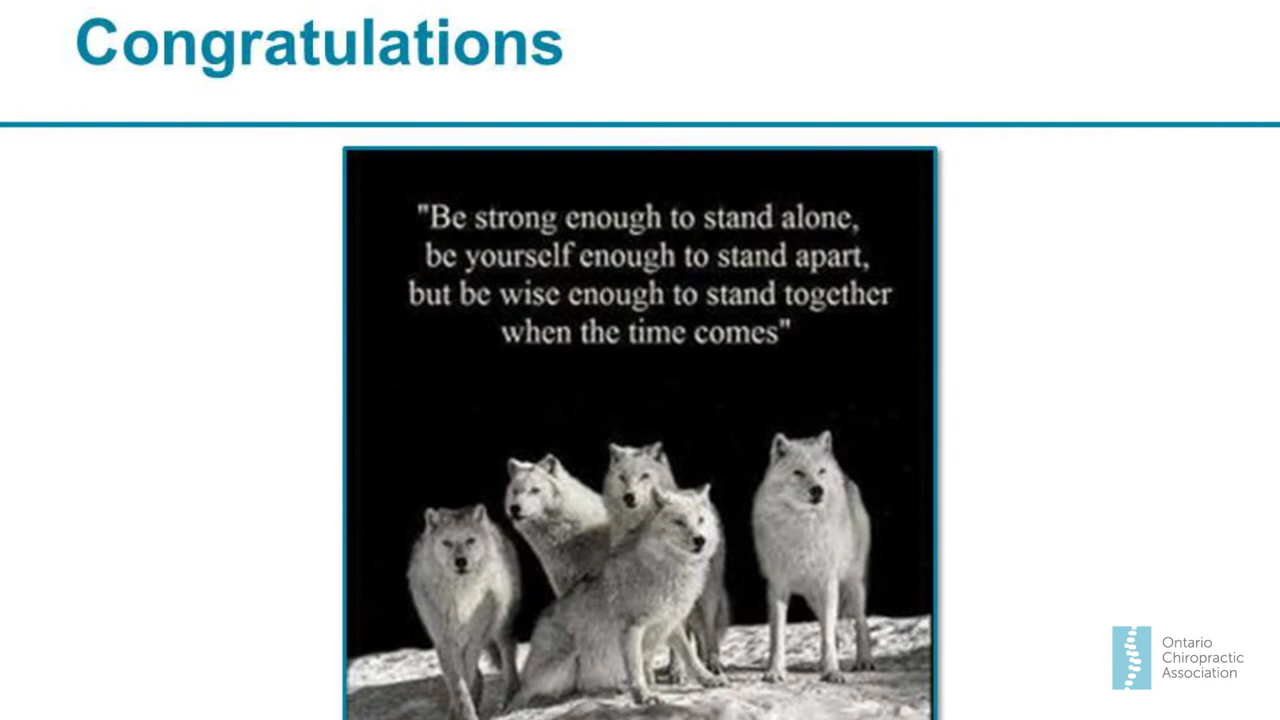 Congratulations
"Be strong enough to stand alone,
be yourself enough to stand apart,
but be wise enough to stand together
when the time comes"
Ontario
Chiropractic
Association